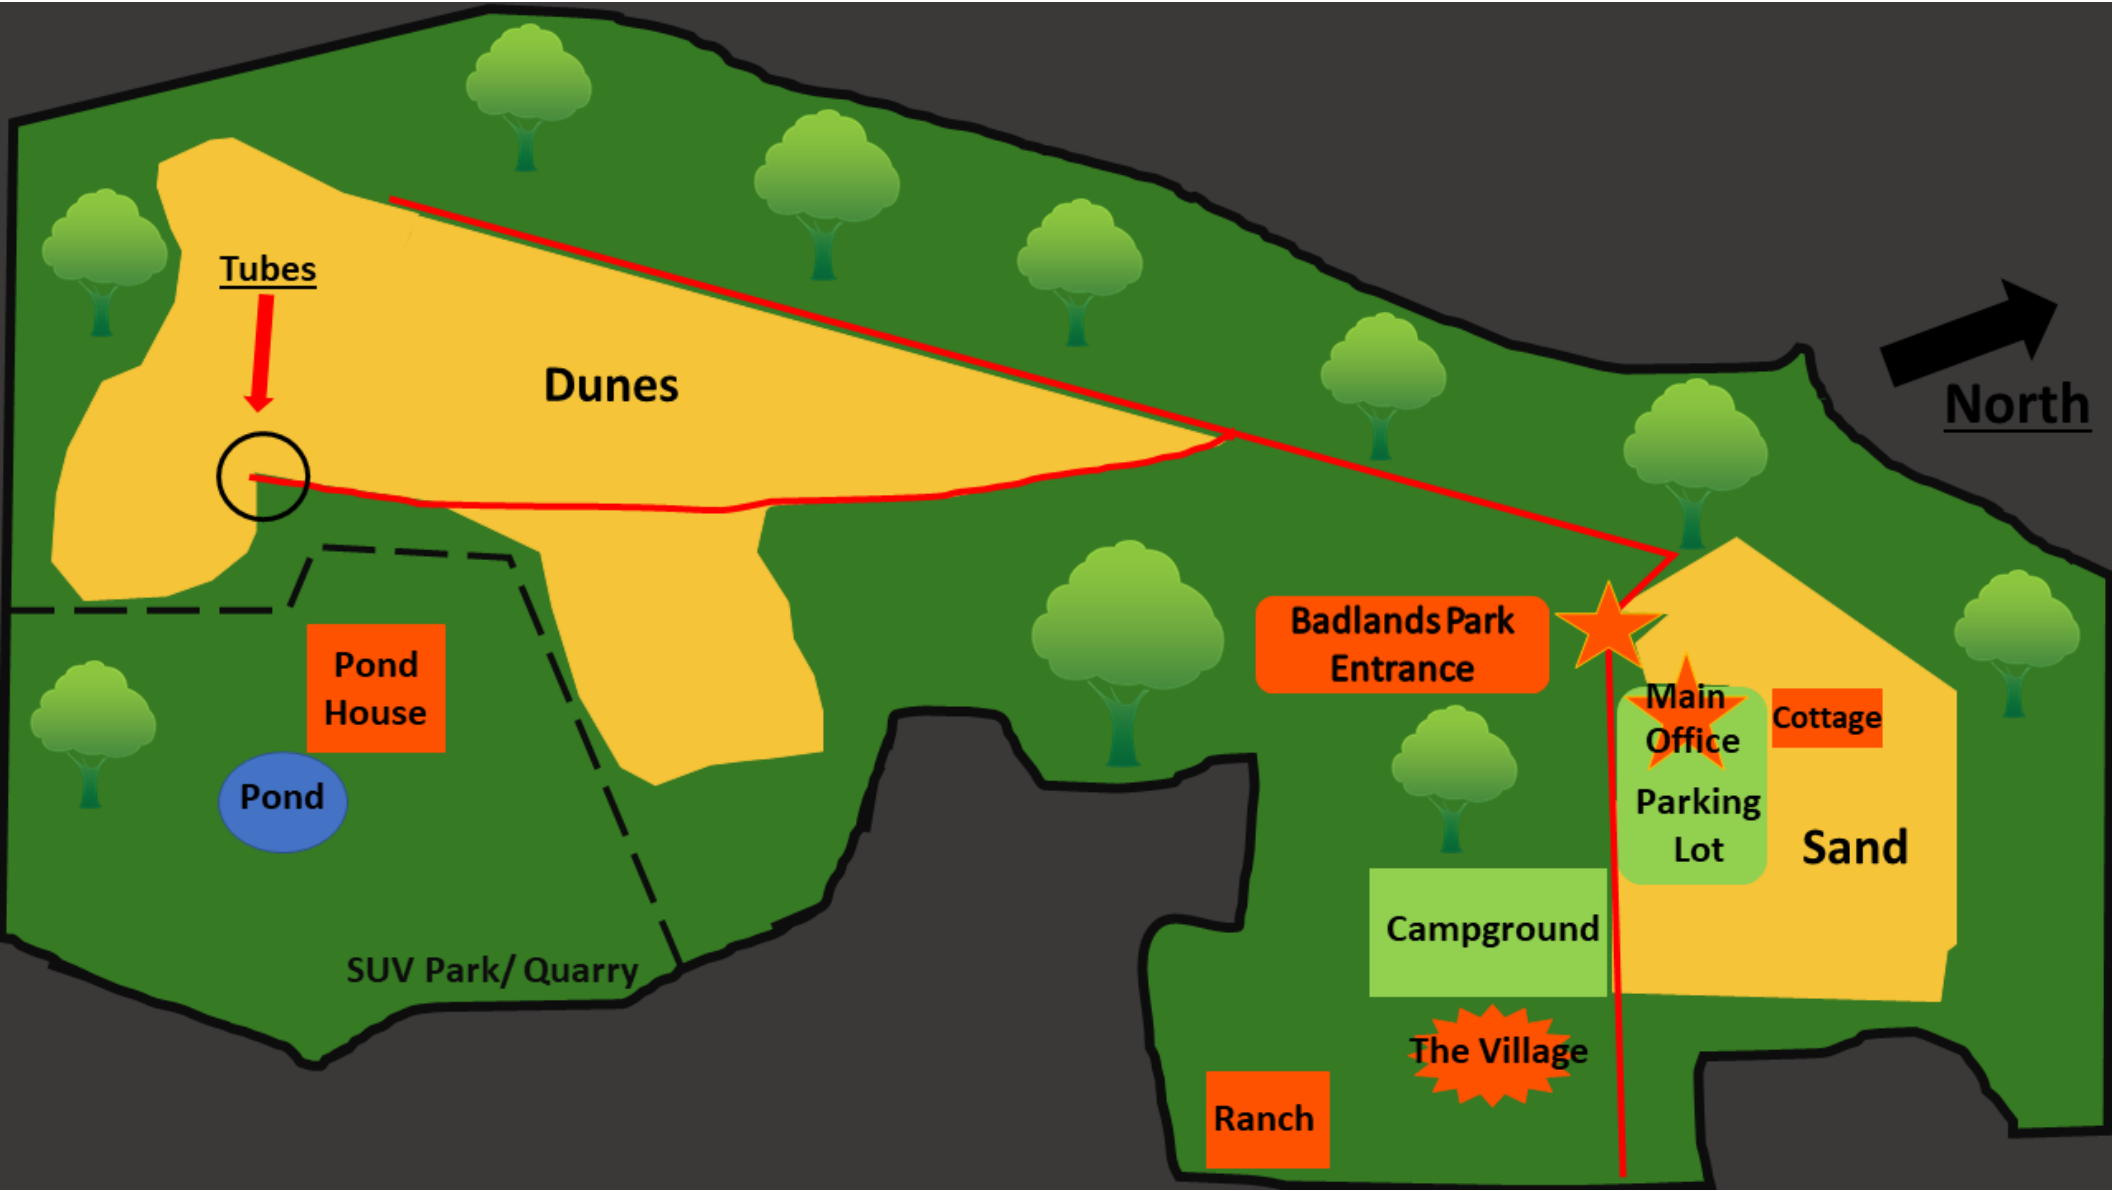 Tubes
Dunes
North
Badlands Park
Entrance
Main
Office
Cottage
Pond
House
Pond
Parking
Lot
Sand
Campground
SUV Park/ Quarry
The Village
Ranch